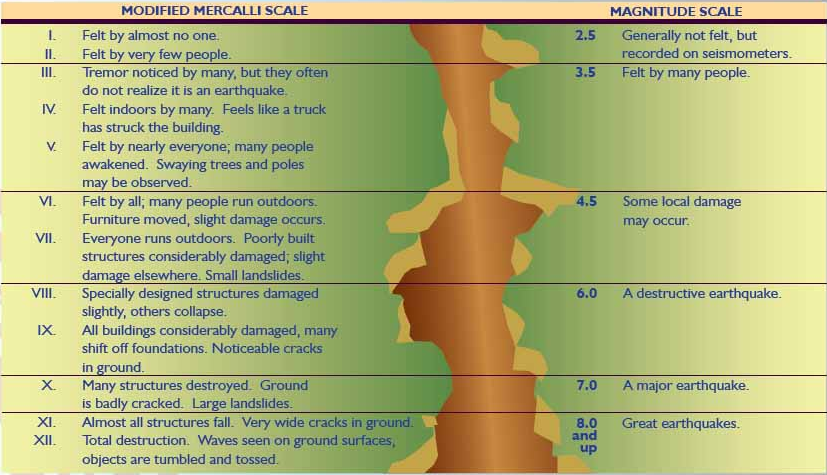 MODIFIED MERCALLI SCALE
MAGNITUDE SCALE
I. Felt by almost no one.
II. Felt by very few people.
2.5 Generally not felt, but
recorded on seismometers.
III. Tremor noticed by many, but they often
do not realize it is an earthquake.
IV. Felt indoors by many. Feels like a truck
has struck the building.
V. Felt by nearly everyone; many people
awakened. Swaying trees and poles
may be observed.
3.5 Felt by many people.
VI. Felt by all; many people run outdoors.
Furniture moved, slight damage occurs.
VII. Everyone runs outdoors. Poorly built
structures considerably damaged; slight
damage elsewhere. Small landslides.
4.5 Some local damage
may occur.
VIII. Specially designed structures damaged
slightly, others collapse.
IX. All buildings considerably damaged, many
shift off foundations. Noticeable cracks
in ground.
6.0 A destructive earthquake.
X. Many structures destroyed. Ground
is badly cracked. Large landslides.
7.0 A major earthquake.
XI. Almost all structures fall. Very wide cracks in ground.
XII. Total destruction. Waves seen on ground surfaces,
objects are tumbled and tossed.
8.0 Great earthquakes.
and
up